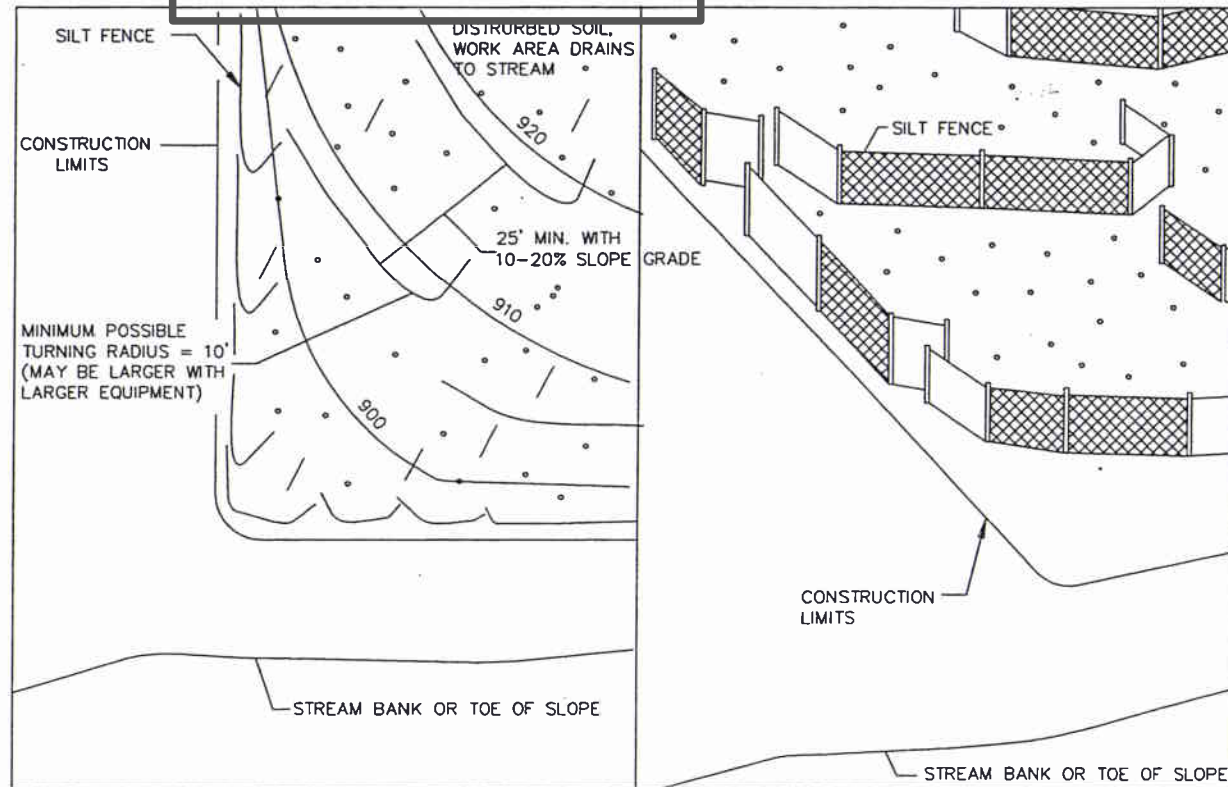 DISTRURBED SOIL,
WORK AREA DRAINS
TO STREAM
SILT FENCE
CONSTRUCTION
LIMITS
920
25' MIN. WITH
10-20% SLOPE GRADE
910
MINIMUM POSSIBLE
TURNING RADIUS = 10'
(MAY BE LARGER WITH
LARGER EQUIPMENT)
900
STREAM BANK OR TOE OF SLOPE
SILT FENCE
CONSTRUCTION
LIMITS
STREAM BANK OR TOE OF SLOPE